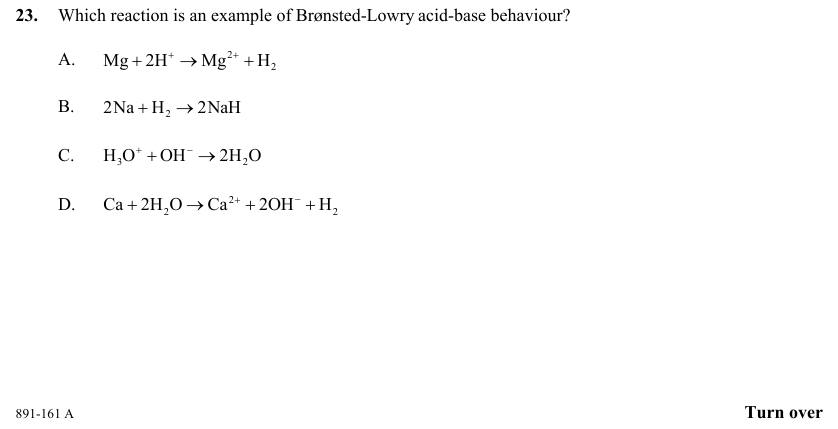 23. Which reaction is an example of Brønsted-Lowry acid-base behaviour?
A. Mg + 2H⁺ → Mg²⁺ + H₂
B. 2Na + H₂ → 2NaH
C. H₃O⁺ + OH⁻ → 2H₂O
D. Ca + 2H₂O → Ca²⁺ + 2OH⁻ + H₂
891-161 A
Turn over